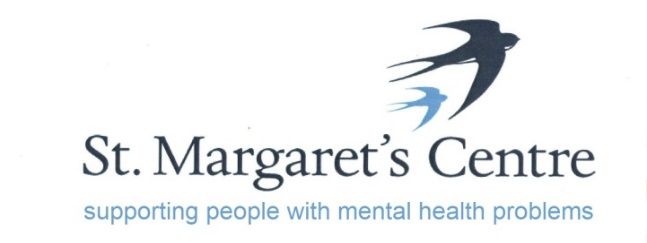 St. Margaret's Centre
supporting people with mental health problems